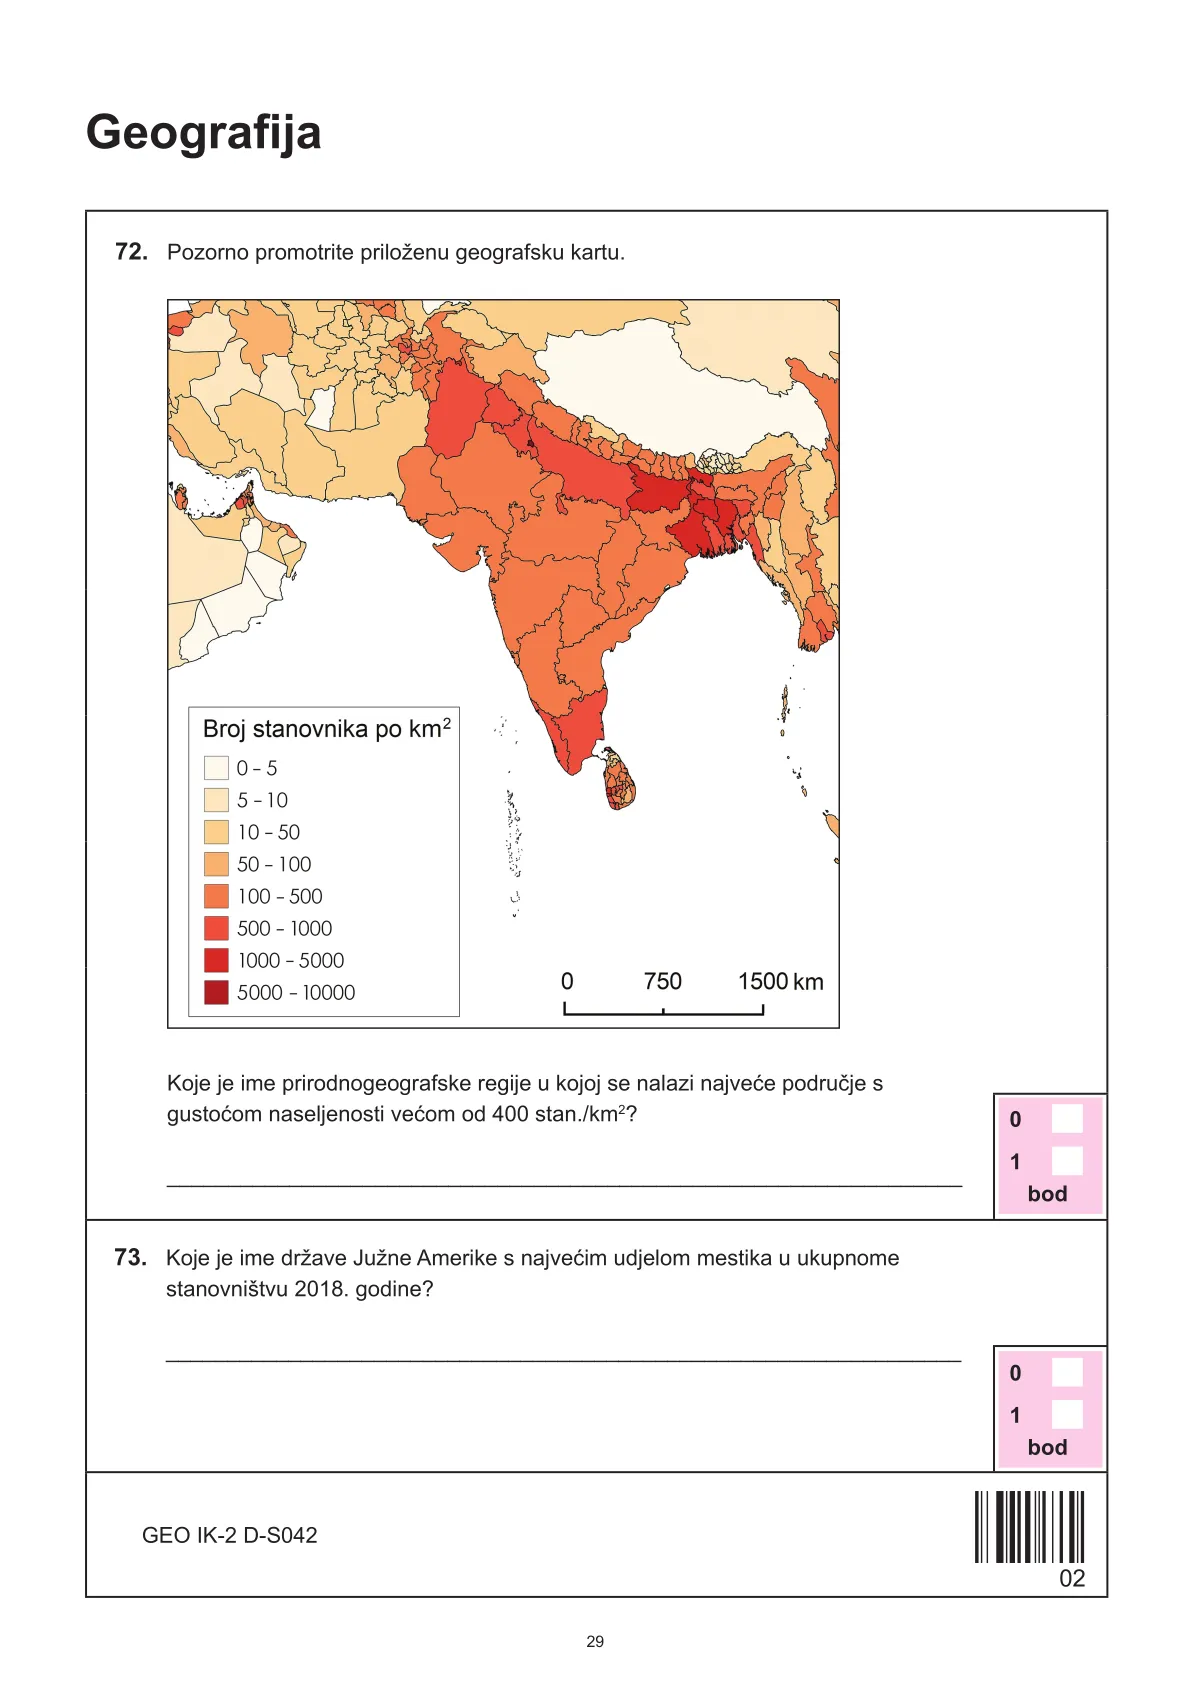 Geografija
72. Pozorno promotrite priloženu geografsku kartu.
Broj stanovnika po km²
0 – 5
5 – 10
10 – 50
50 – 100
100 – 500
500 – 1000
1000 – 5000
5000 – 10000
0 750 1500 km
Koje je ime prirodnogeografske regije u kojoj se nalazi najveće područje s
gustoćom naseljenosti većom od 400 stan./km²?
0
1
bod
73. Koje je ime države Južne Amerike s najvećim udjelom mestika u ukupnome
stanovništvu 2018. godine?
0
1
bod
GEO IK-2 D-S042
02
29